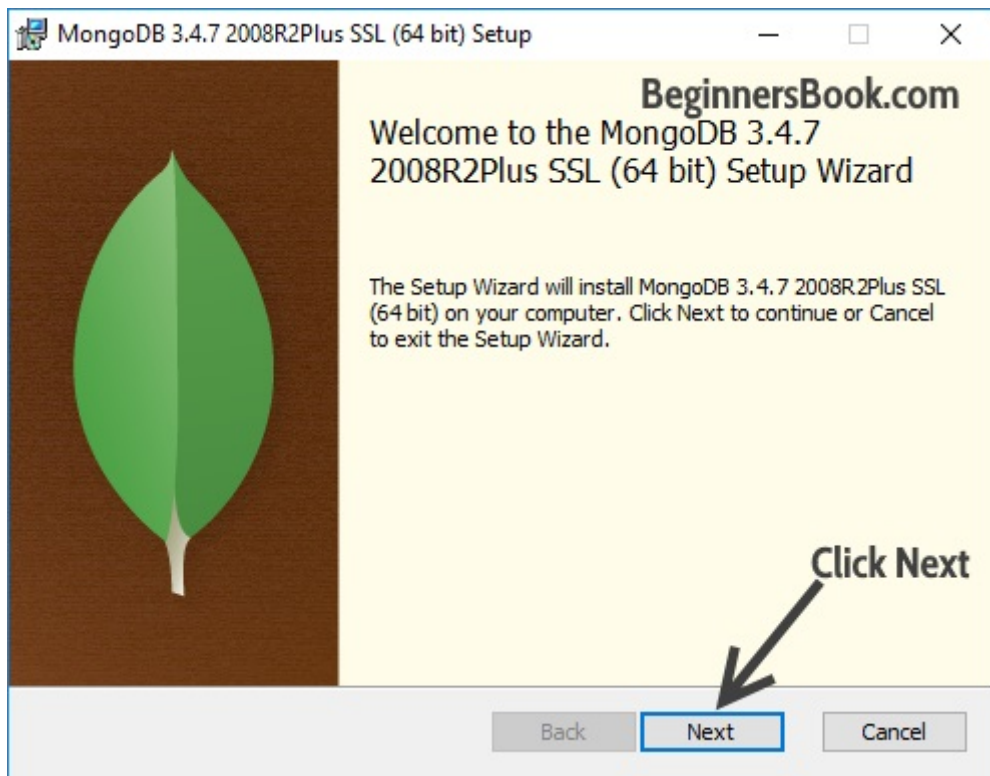 MongoDB 3.4.7 2008R2Plus SSL (64 bit) Setup
BeginnersBook.com
Welcome to the MongoDB 3.4.7
2008R2Plus SSL (64 bit) Setup Wizard
The Setup Wizard will install MongoDB 3.4.7 2008R2Plus SSL
(64 bit) on your computer. Click Next to continue or Cancel
to exit the Setup Wizard.
Click Next
Back
Next
Cancel